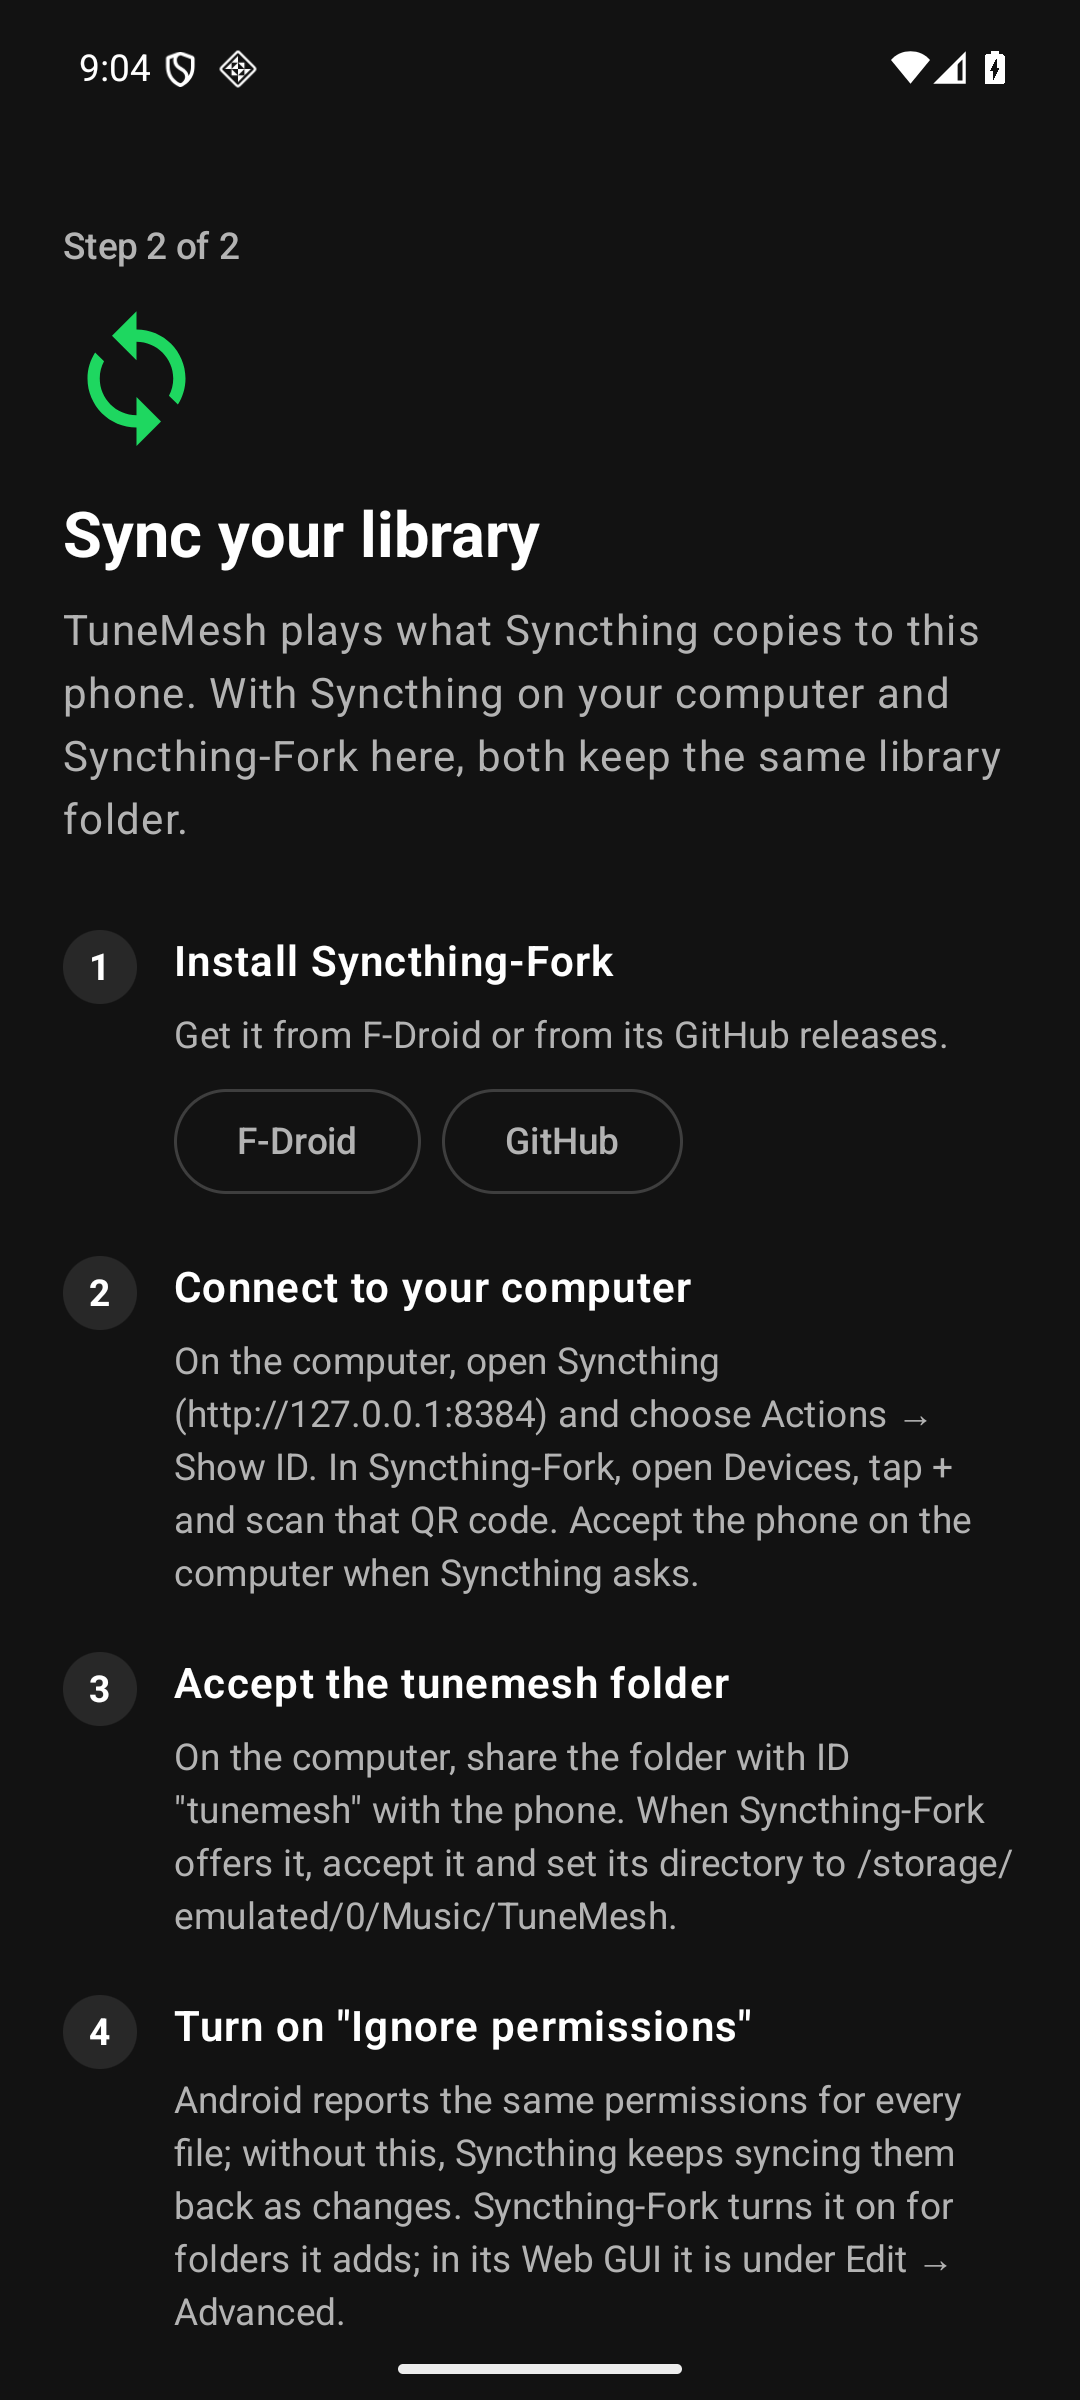 9:04
Step 2 of 2
Sync your library
TuneMesh plays what Syncthing copies to this
phone. With Syncthing on your computer and
Syncthing-Fork here, both keep the same library
folder.
1
Install Syncthing-Fork
Get it from F-Droid or from its GitHub releases.
F-Droid
GitHub
2
Connect to your computer
On the computer, open Syncthing
(http://127.0.0.1:8384) and choose Actions →
Show ID. In Syncthing-Fork, open Devices, tap +
and scan that QR code. Accept the phone on the
computer when Syncthing asks.
3
Accept the tunemesh folder
On the computer, share the folder with ID
"tunemesh" with the phone. When Syncthing-Fork
offers it, accept it and set its directory to /storage/
emulated/0/Music/TuneMesh.
4
Turn on "Ignore permissions"
Android reports the same permissions for every
file; without this, Syncthing keeps syncing them
back as changes. Syncthing-Fork turns it on for
folders it adds; in its Web GUI it is under Edit →
Advanced.